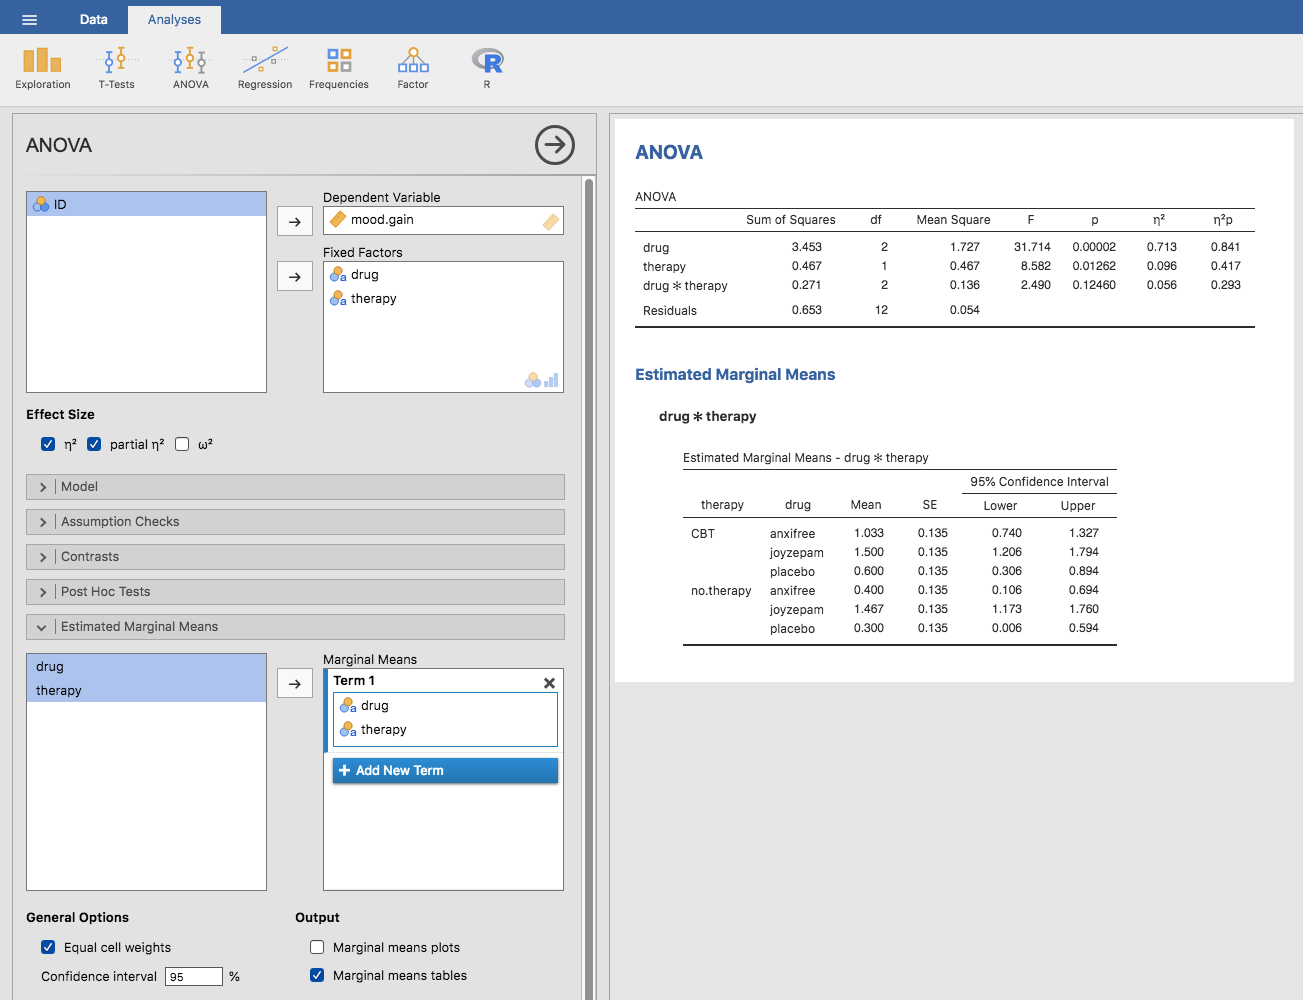 Data Analyses
Exploration T-Tests ANOVA Regression Frequencies Factor R
ANOVA
ID
Dependent Variable
mood.gain
Fixed Factors
drug
therapy
Effect Size
η² partial η² ω²
Model
Assumption Checks
Contrasts
Post Hoc Tests
Estimated Marginal Means
drug
therapy
Marginal Means
Term 1
drug
therapy
Add New Term
General Options
Equal cell weights
Confidence interval 95 %
Output
Marginal means plots
Marginal means tables
ANOVA
ANOVA
Sum of Squares df Mean Square F p η² η²p
drug 3.453 2 1.727 31.714 0.00002 0.713 0.841
therapy 0.467 1 0.467 8.582 0.01262 0.096 0.417
drug ✻ therapy 0.271 2 0.136 2.490 0.12460 0.056 0.293
Residuals 0.653 12 0.054
Estimated Marginal Means
drug ✻ therapy
Estimated Marginal Means - drug ✻ therapy
95% Confidence Interval
therapy drug Mean SE Lower Upper
CBT anxifree 1.033 0.135 0.740 1.327
joyzepam 1.500 0.135 1.206 1.794
placebo 0.600 0.135 0.306 0.894
no.therapy anxifree 0.400 0.135 0.106 0.694
joyzepam 1.467 0.135 1.173 1.760
placebo 0.300 0.135 0.006 0.594